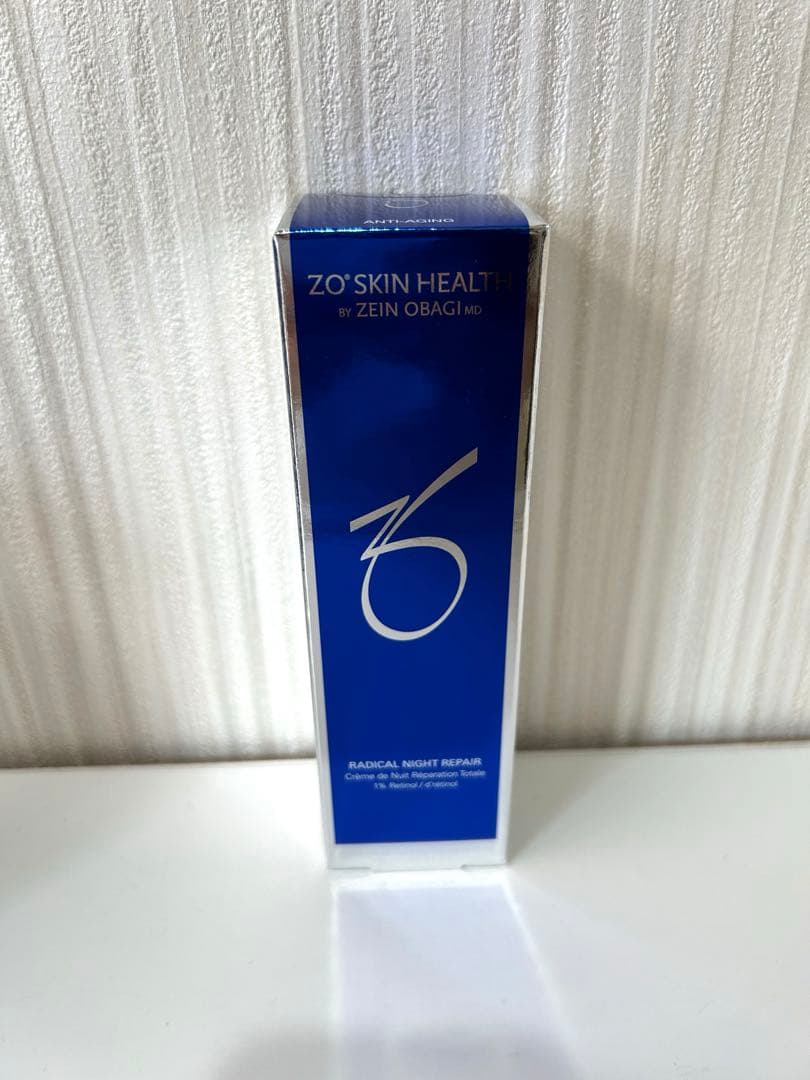 ANTI-AGING
ZO® SKIN HEALTH
BY ZEIN OBAGI MD
RADICAL NIGHT REPAIR
Crème de Nuit Réparation Totale
1% Retinol / d'rétinol